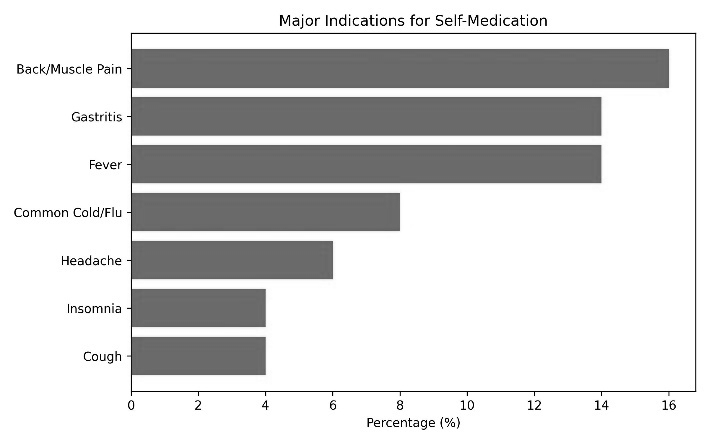 Major Indications for Self-Medication
Back/Muscle Pain
Gastritis
Fever
Common Cold/Flu
Headache
Insomnia
Cough
0 2 4 6 8 10 12 14 16
Percentage (%)